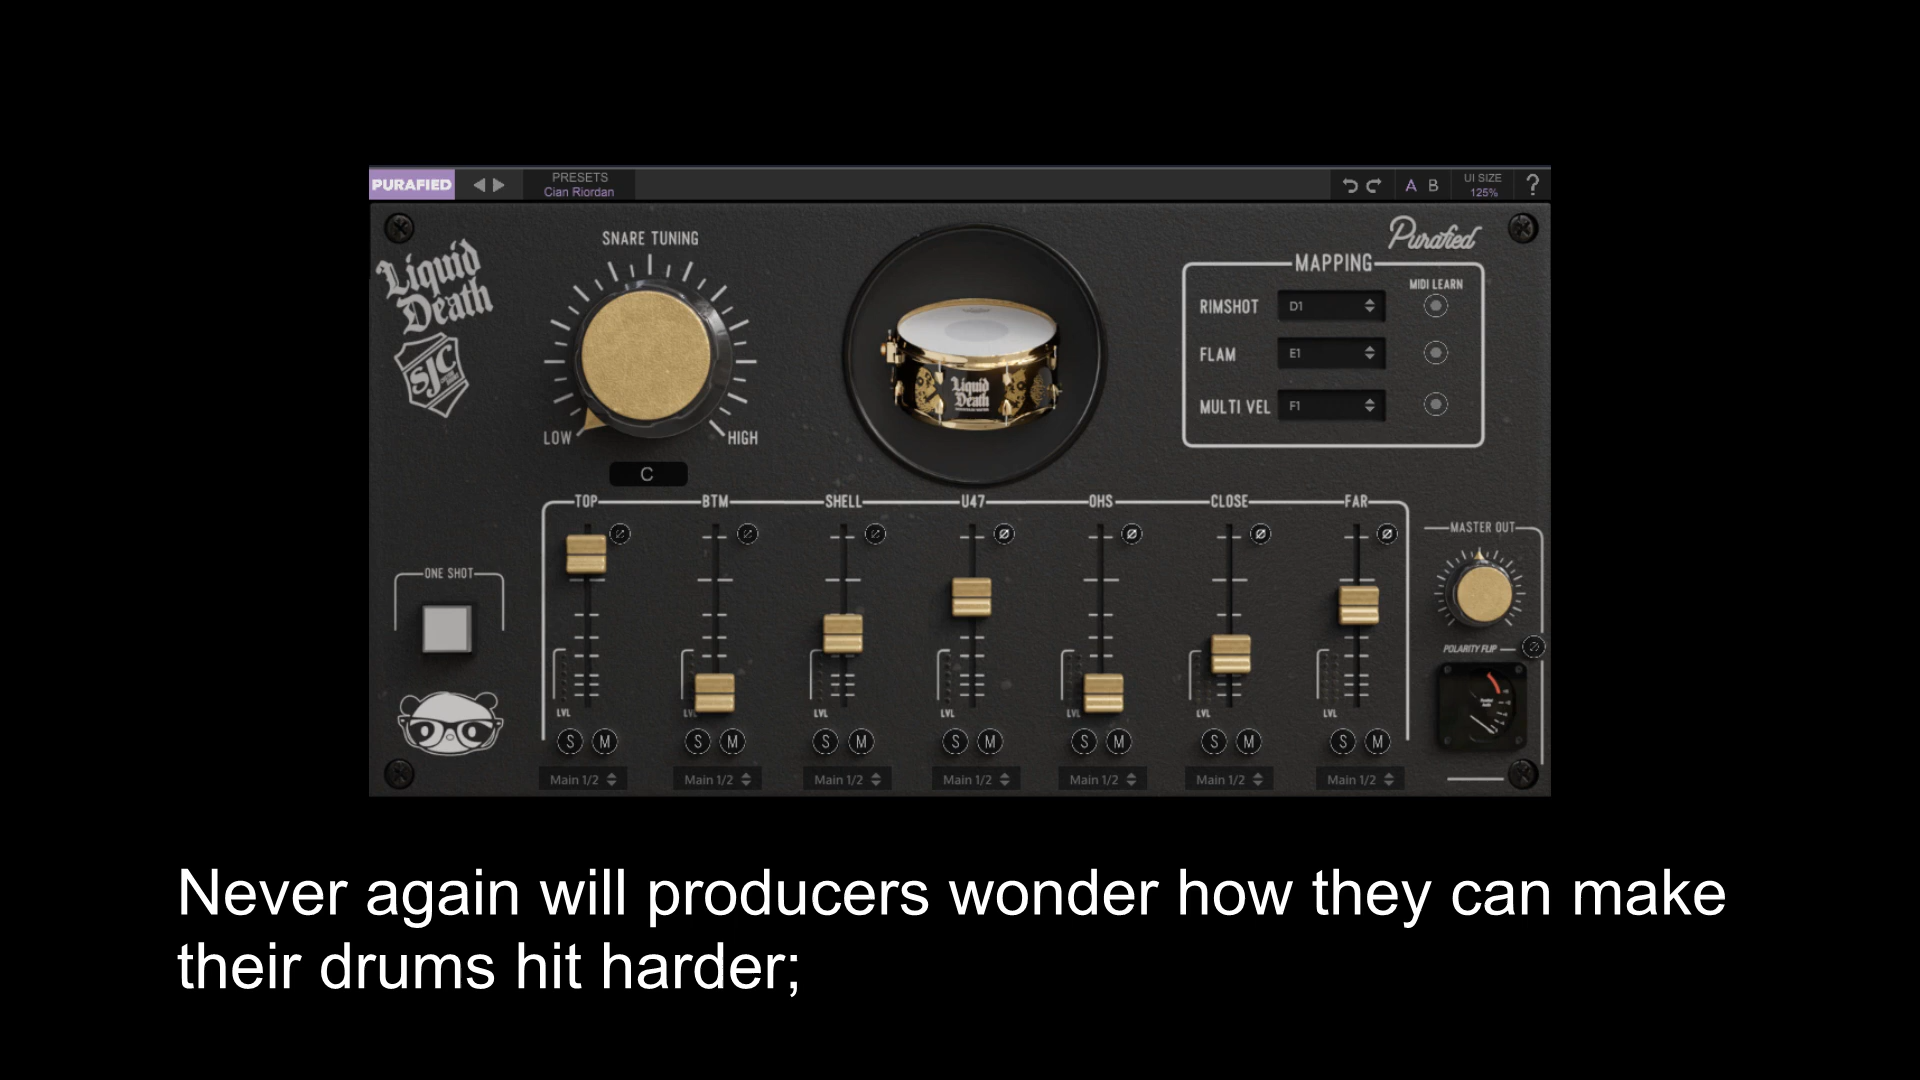 PURAFIED
PRESETS
Cian Riordan
A B
UI SIZE
125%
?
Liquid
Death
SJC
SNARE TUNING
LOW
HIGH
C
Liquid
Death
Purafied
MAPPING
MIDI LEARN
RIMSHOT D1
FLAM E1
MULTI VEL F1
TOP BTM SHELL U47 OHS CLOSE FAR
MASTER OUT
ONE SHOT
POLARITY FLIP
LVL LVL LVL LVL LVL LVL LVL
S M S M S M S M S M S M S M
Main 1/2 Main 1/2 Main 1/2 Main 1/2 Main 1/2 Main 1/2 Main 1/2
Never again will producers wonder how they can make
their drums hit harder;